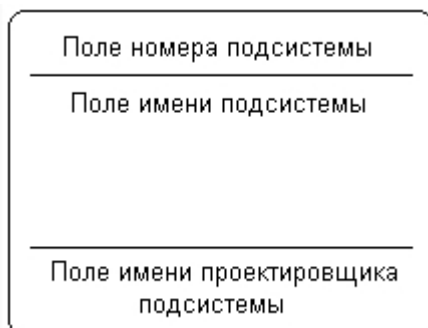 Поле номера подсистемы
Поле имени подсистемы
Поле имени проектировщика
подсистемы